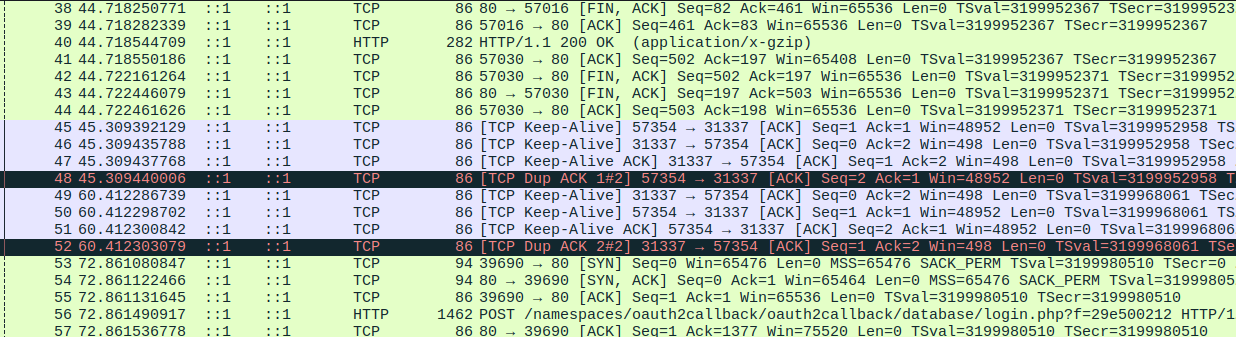 38 44.718250771 ::1 ::1 TCP 86 80 → 57016 [FIN, ACK] Seq=82 Ack=461 Win=65536 Len=0 TSval=3199952367 TSecr=31999523
39 44.718282339 ::1 ::1 TCP 86 57016 → 80 [ACK] Seq=461 Ack=83 Win=65536 Len=0 TSval=3199952367 TSecr=3199952367
40 44.718544709 ::1 ::1 HTTP 282 HTTP/1.1 200 OK (application/x-gzip)
41 44.718550186 ::1 ::1 TCP 86 57030 → 80 [ACK] Seq=502 Ack=197 Win=65408 Len=0 TSval=3199952367 TSecr=3199952367
42 44.722161264 ::1 ::1 TCP 86 57030 → 80 [FIN, ACK] Seq=502 Ack=197 Win=65536 Len=0 TSval=3199952371 TSecr=3199952
43 44.722446079 ::1 ::1 TCP 86 80 → 57030 [FIN, ACK] Seq=197 Ack=503 Win=65536 Len=0 TSval=3199952371 TSecr=3199952
44 44.722461626 ::1 ::1 TCP 86 57030 → 80 [ACK] Seq=503 Ack=198 Win=65536 Len=0 TSval=3199952371 TSecr=3199952371
45 45.309392129 ::1 ::1 TCP 86 [TCP Keep-Alive] 57354 → 31337 [ACK] Seq=1 Ack=1 Win=48952 Len=0 TSval=3199952958 TS
46 45.309435788 ::1 ::1 TCP 86 [TCP Keep-Alive] 31337 → 57354 [ACK] Seq=0 Ack=2 Win=498 Len=0 TSval=3199952958 TSec
47 45.309437768 ::1 ::1 TCP 86 [TCP Keep-Alive ACK] 31337 → 57354 [ACK] Seq=1 Ack=2 Win=498 Len=0 TSval=3199952958
48 45.309440006 ::1 ::1 TCP 86 [TCP Dup ACK 1#2] 57354 → 31337 [ACK] Seq=2 Ack=1 Win=48952 Len=0 TSval=3199952958 T
49 60.412286739 ::1 ::1 TCP 86 [TCP Keep-Alive] 31337 → 57354 [ACK] Seq=0 Ack=2 Win=498 Len=0 TSval=3199968061 TSec
50 60.412298702 ::1 ::1 TCP 86 [TCP Keep-Alive] 57354 → 31337 [ACK] Seq=1 Ack=1 Win=48952 Len=0 TSval=3199968061 TS
51 60.412300842 ::1 ::1 TCP 86 [TCP Keep-Alive ACK] 57354 → 31337 [ACK] Seq=2 Ack=1 Win=48952 Len=0 TSval=319996806
52 60.412303079 ::1 ::1 TCP 86 [TCP Dup ACK 2#2] 31337 → 57354 [ACK] Seq=1 Ack=2 Win=498 Len=0 TSval=3199968061 TSe
53 72.861080847 ::1 ::1 TCP 94 39690 → 80 [SYN] Seq=0 Win=65476 Len=0 MSS=65476 SACK_PERM TSval=3199980510 TSecr=0
54 72.861122466 ::1 ::1 TCP 94 80 → 39690 [SYN, ACK] Seq=0 Ack=1 Win=65464 Len=0 MSS=65476 SACK_PERM TSval=31999805
55 72.861131645 ::1 ::1 TCP 86 39690 → 80 [ACK] Seq=1 Ack=1 Win=65536 Len=0 TSval=3199980510 TSecr=3199980510
56 72.861490917 ::1 ::1 HTTP 1462 POST /namespaces/oauth2callback/oauth2callback/database/login.php?f=29e500212 HTTP/1
57 72.861536778 ::1 ::1 TCP 86 80 → 39690 [ACK] Seq=1 Ack=1377 Win=75520 Len=0 TSval=3199980510 TSecr=3199980510